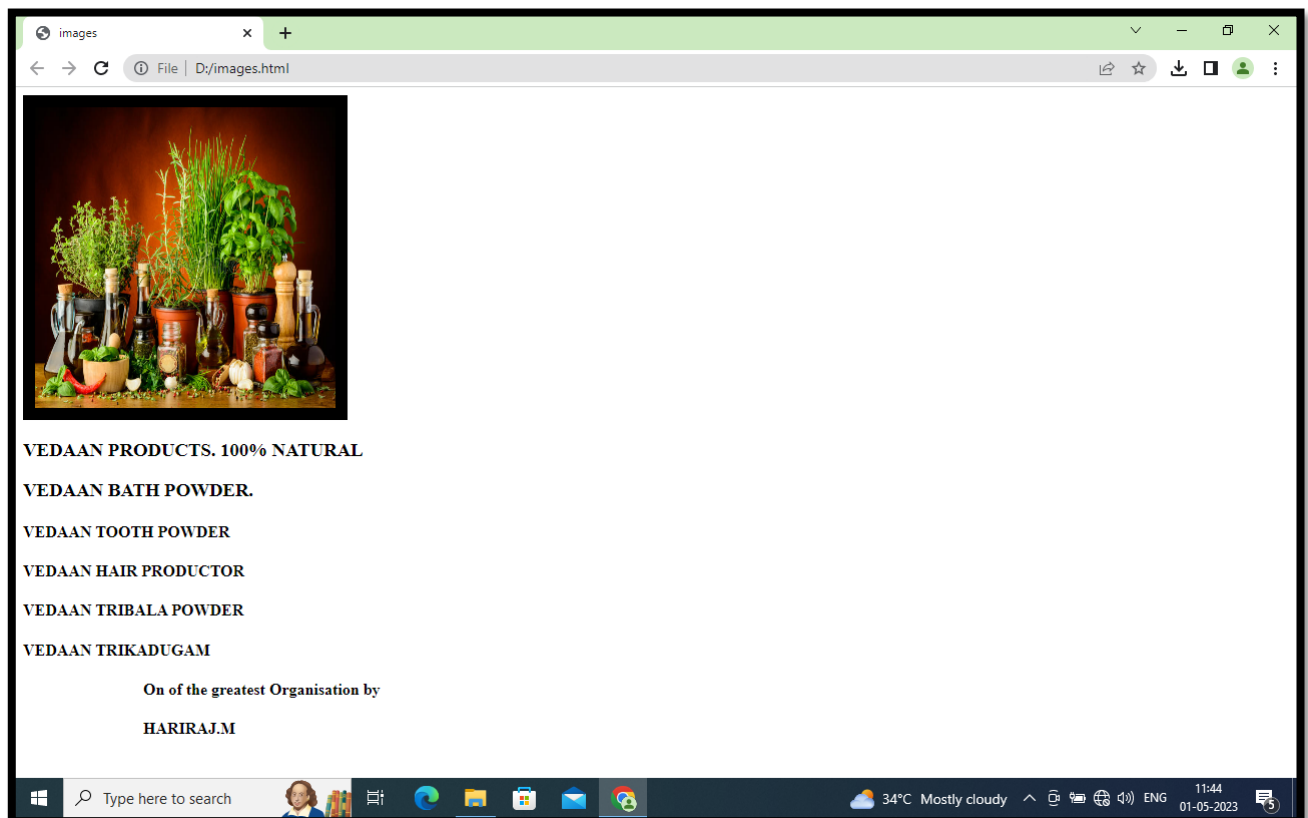 images
File D:/images.html
VEDAAN PRODUCTS. 100% NATURAL
VEDAAN BATH POWDER.
VEDAAN TOOTH POWDER
VEDAAN HAIR PRODUCTOR
VEDAAN TRIBALA POWDER
VEDAAN TRIKADUGAM
On of the greatest Organisation by
HARIRAJ.M
Type here to search
34°C Mostly cloudy
ENG
11:44
01-05-2023
5